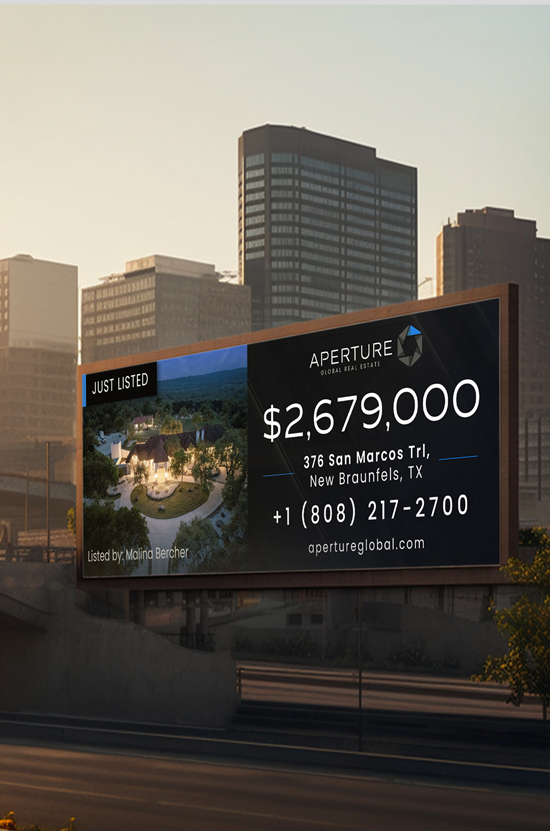 JUST LISTED
Listed by: Malina Bercher
APERTURE
GLOBAL REAL ESTATE
$2,679,000
376 San Marcos Trl,
New Braunfels, TX
+1 (808) 217-2700
apertureglobal.com